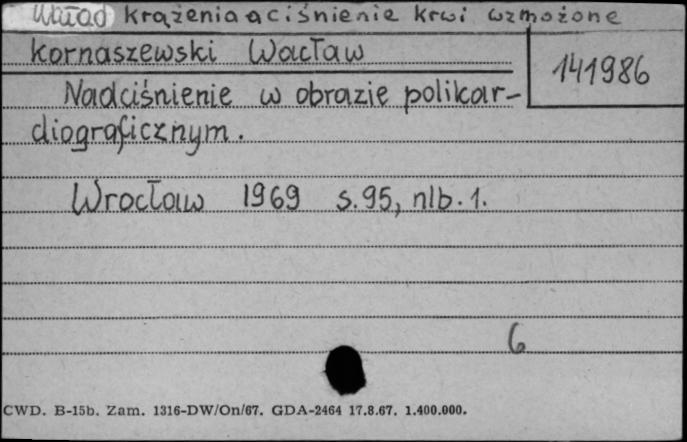 Układ krążenia a ciśnienie krwi wzmożone
Kornaszewski Wacław
141986
Nadciśnienie w obrazie polikar-
diograficznym.
Wrocław 1969 s.95, nlb. 1.
6
CWD. B-15b. Zam. 1316-DW/On/67. GDA-2464 17.8.67. 1.400.000.